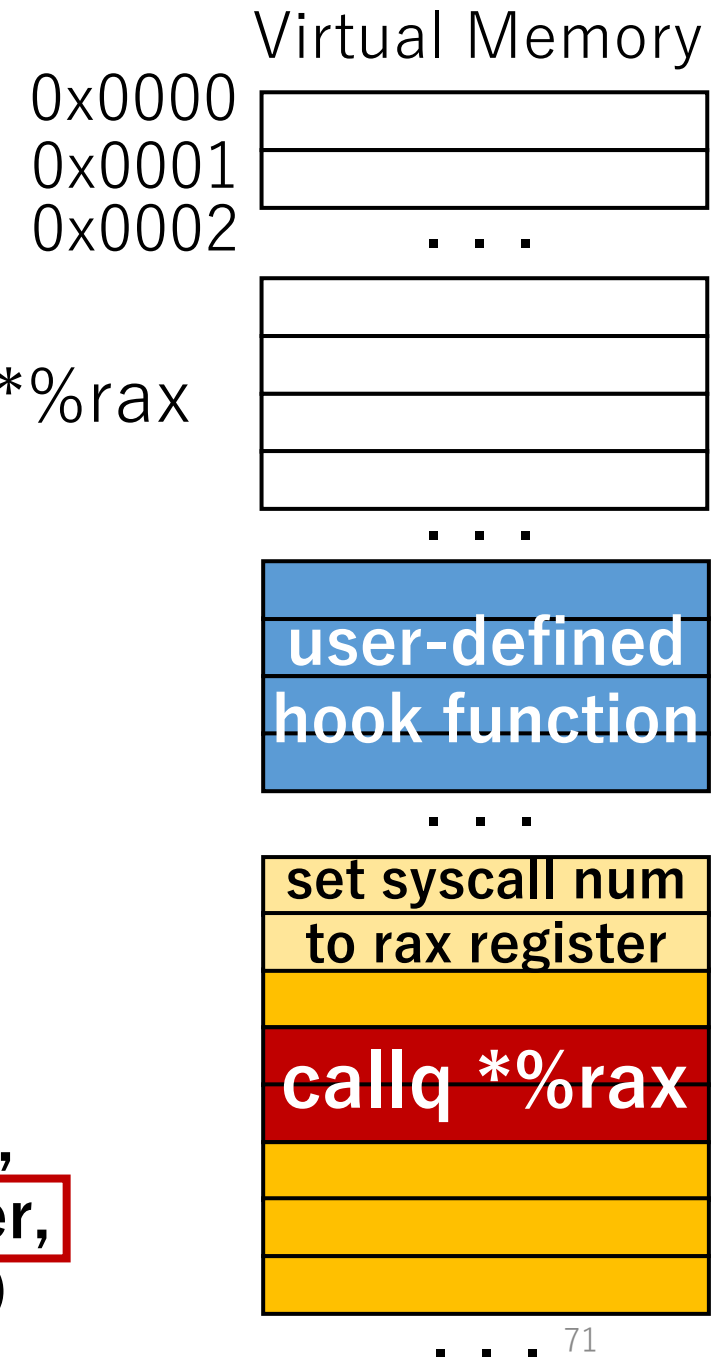 Virtual Memory
0x0000
0x0001
0x0002
. . .
*%rax
. . .
user-defined
hook function
. . .
set syscall num
to rax register
callq *%rax
,
er,
)
. . .
71